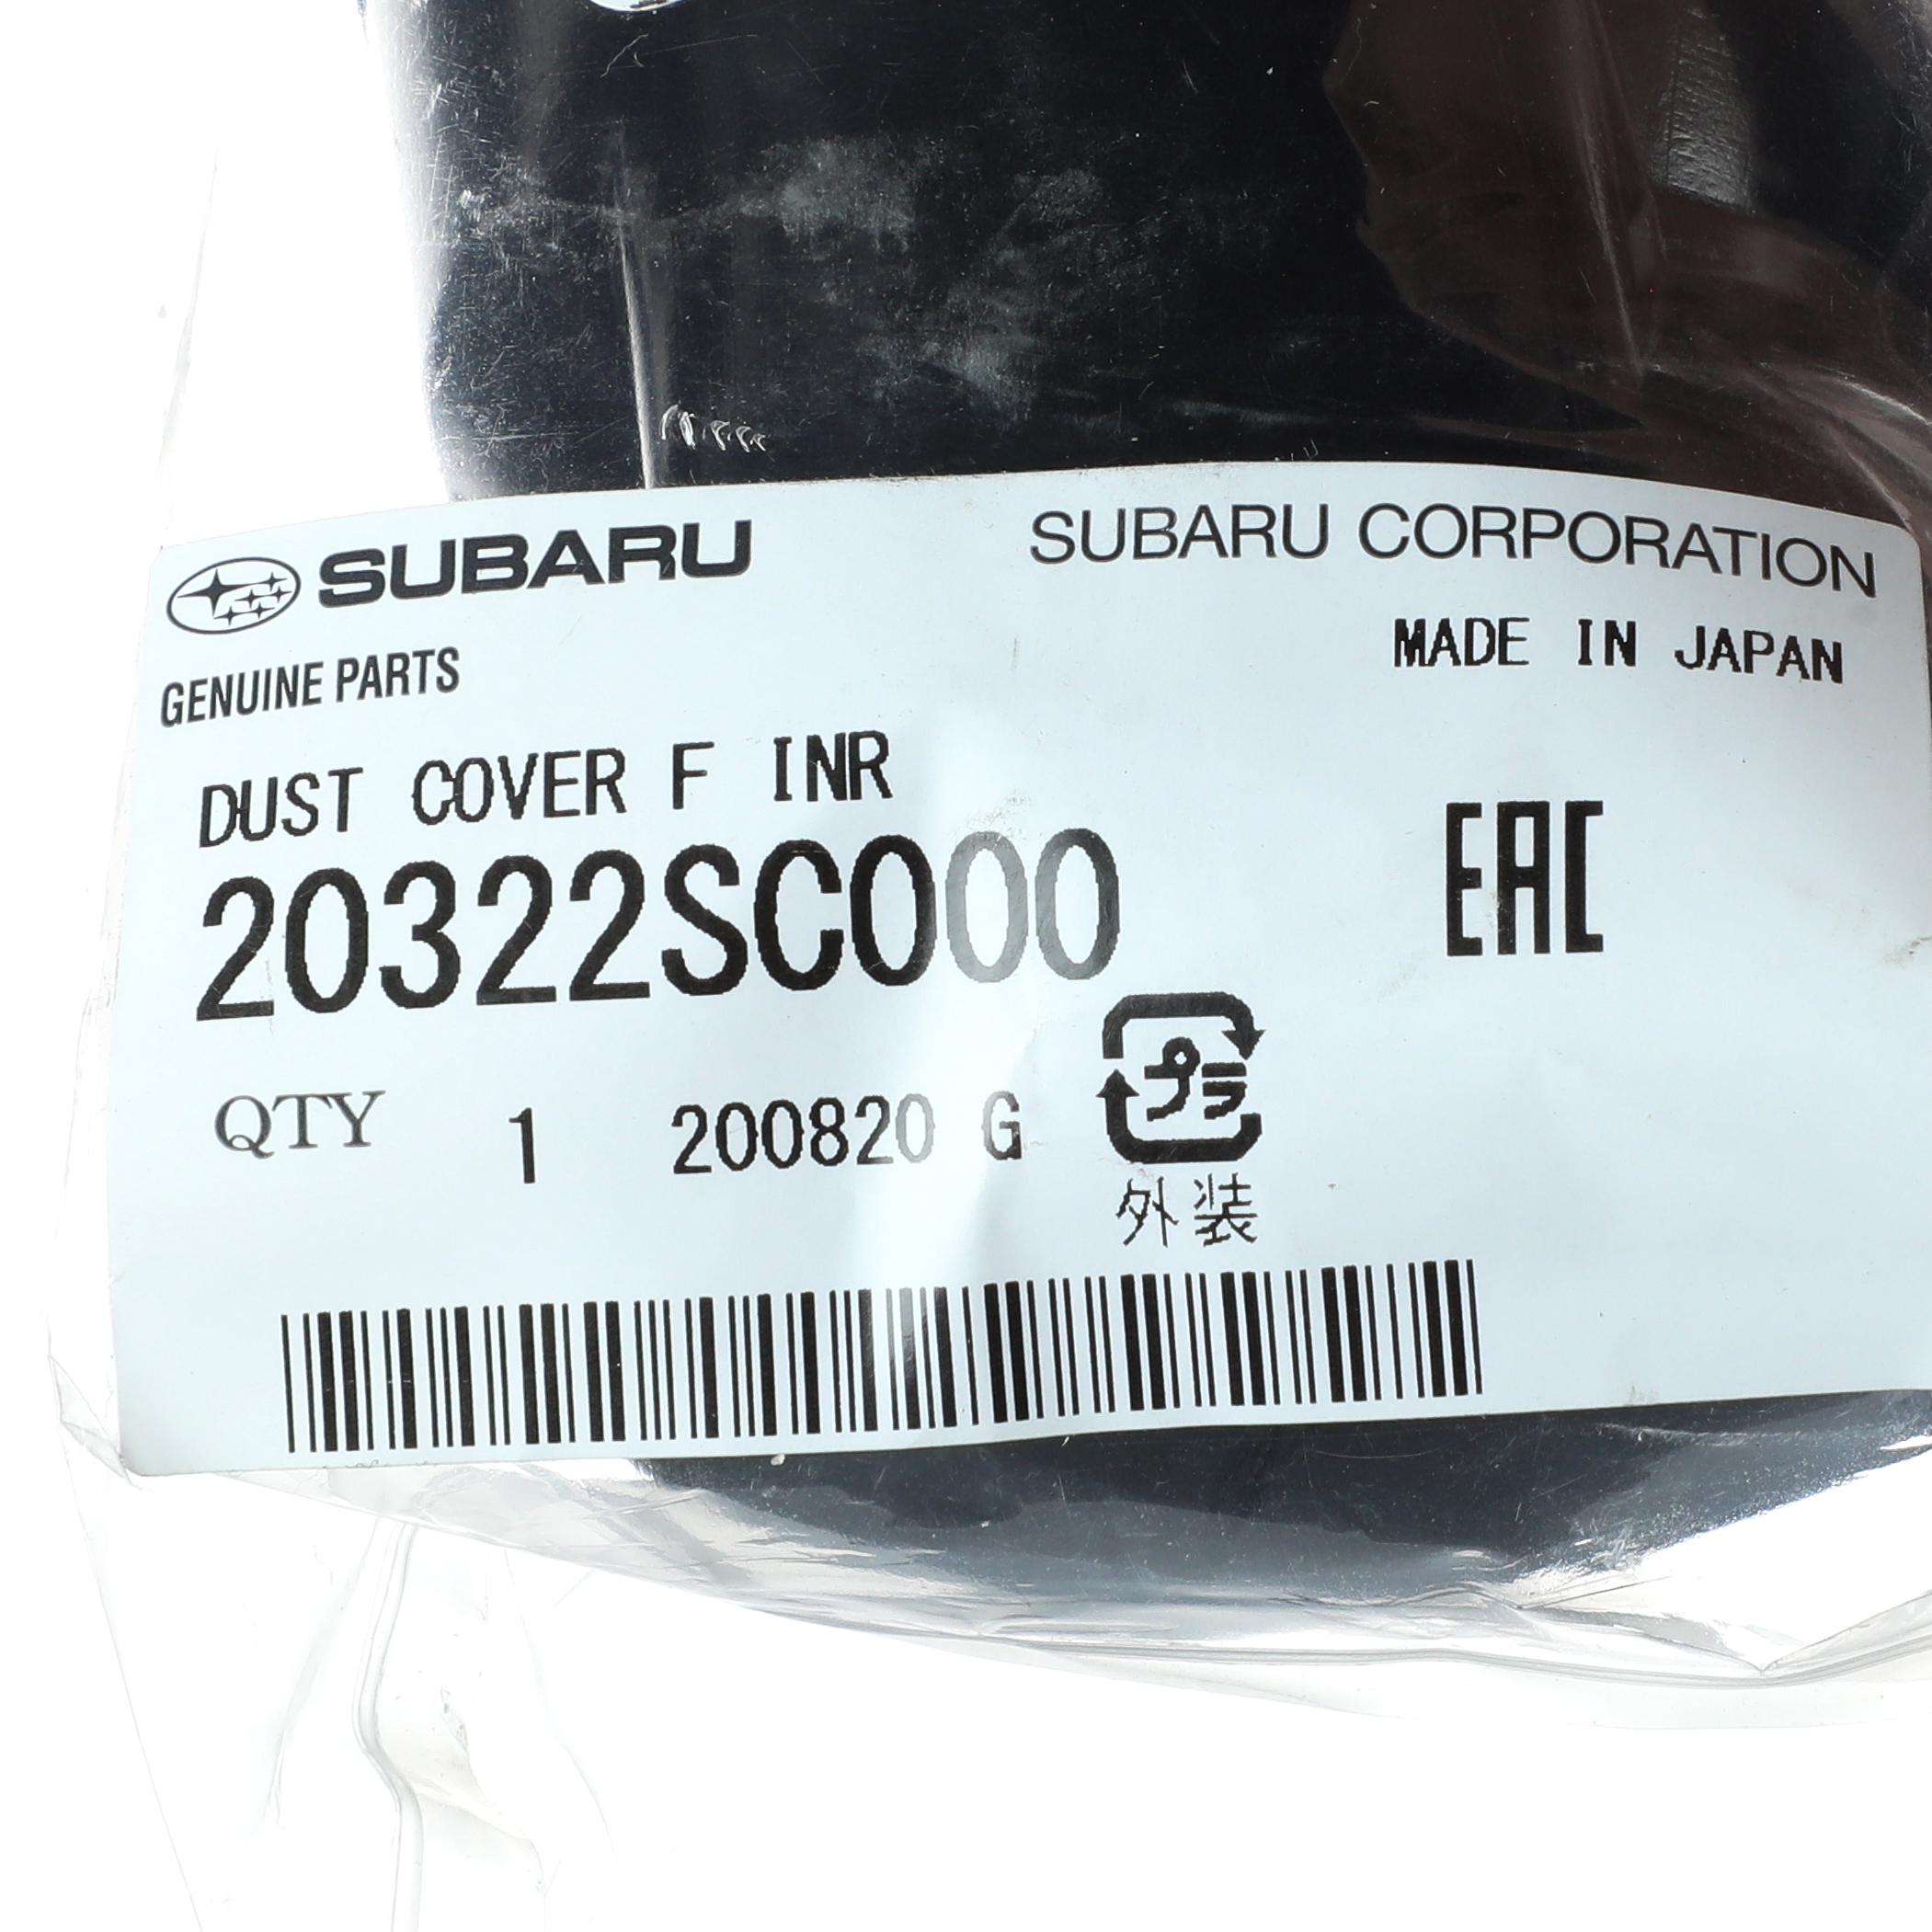 SUBARU
SUBARU CORPORATION
GENUINE PARTS
MADE IN JAPAN
DUST COVER F INR
20322SC000
EAC
QTY 1 200820 G
プラ
外装